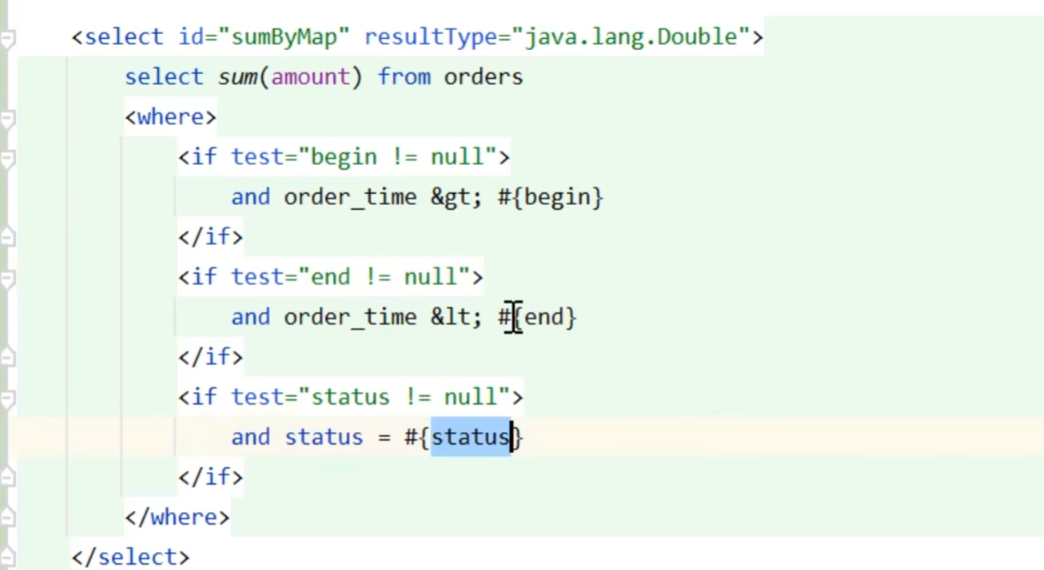 <select id="sumByMap" resultType="java.lang.Double">
select sum(amount) from orders
<where>
<if test="begin != null">
and order_time &gt; #{begin}
</if>
<if test="end != null">
and order_time &lt; #{end}
</if>
<if test="status != null">
and status = #{status}
</if>
</where>
</select>